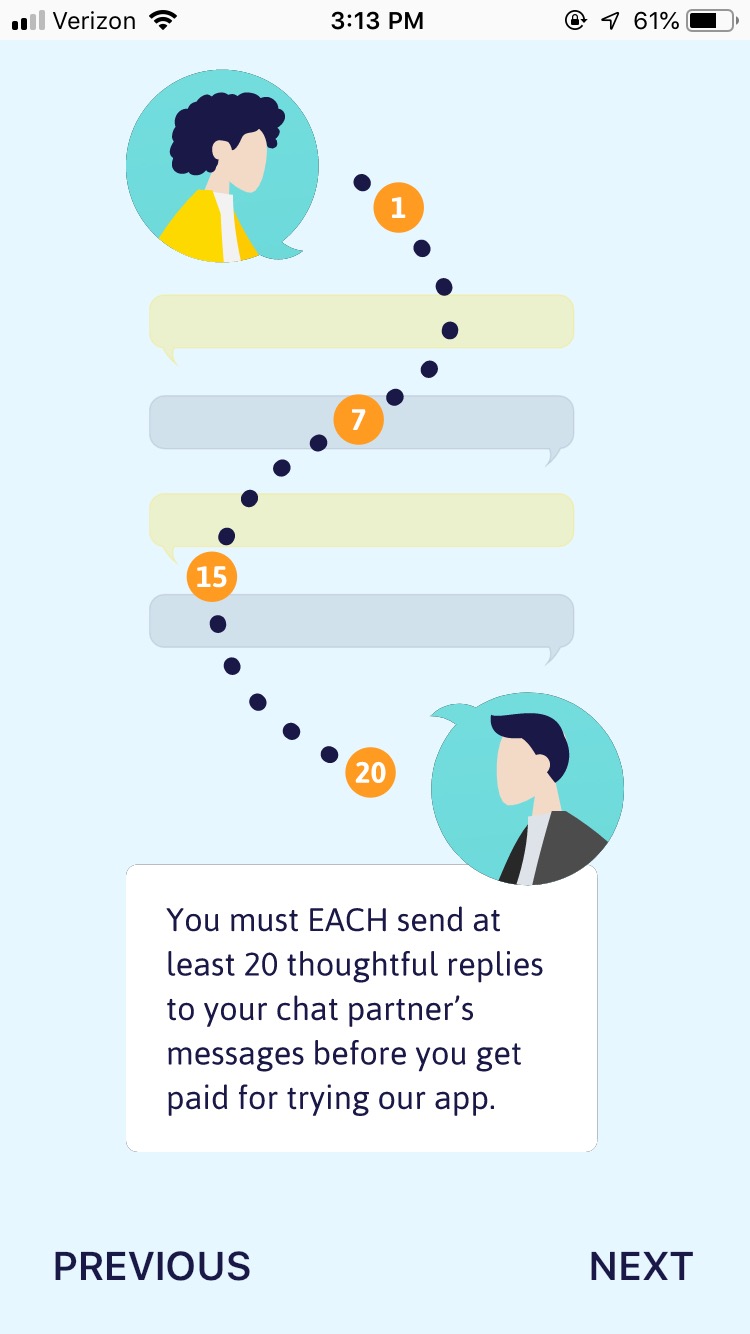 Verizon 3:13 PM 61%
1
7
15
20
You must EACH send at
least 20 thoughtful replies
to your chat partner’s
messages before you get
paid for trying our app.
PREVIOUS NEXT